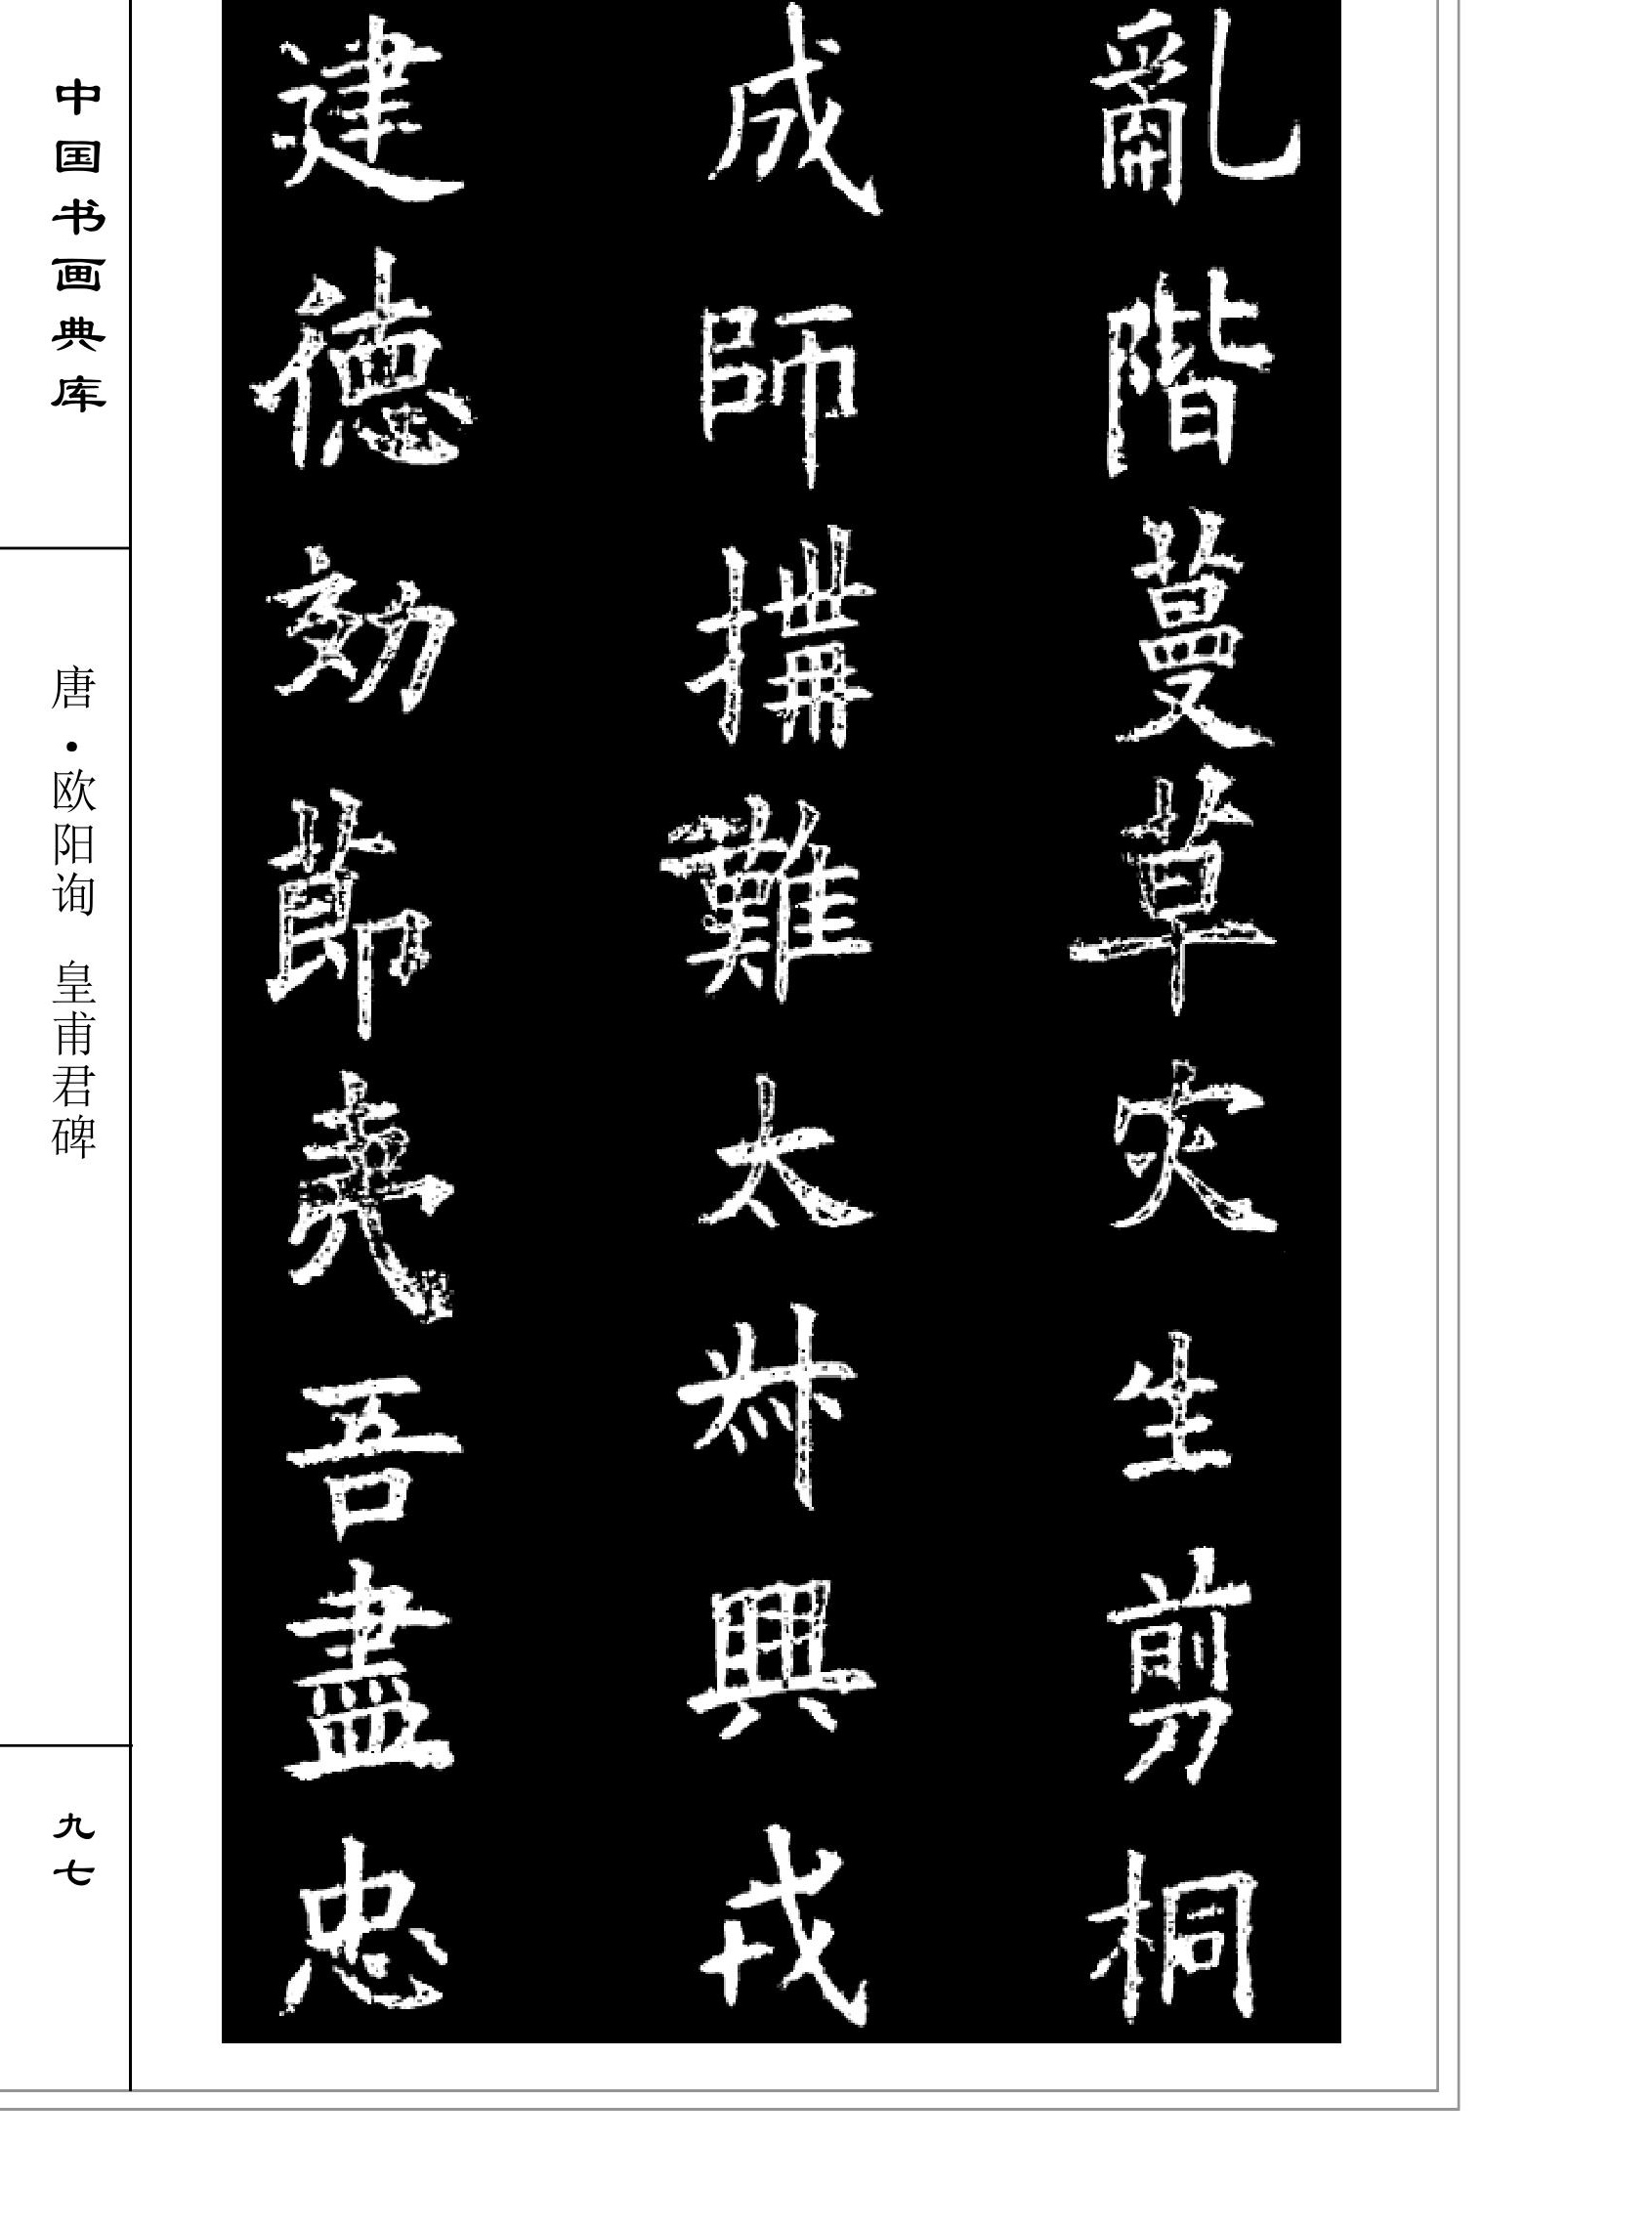 亂階蔓草灾生剪桐
成師搆難太叔興戎
建德効節莞吾盡忠
中国书画典库
唐·欧阳询 皇甫君碑
九七